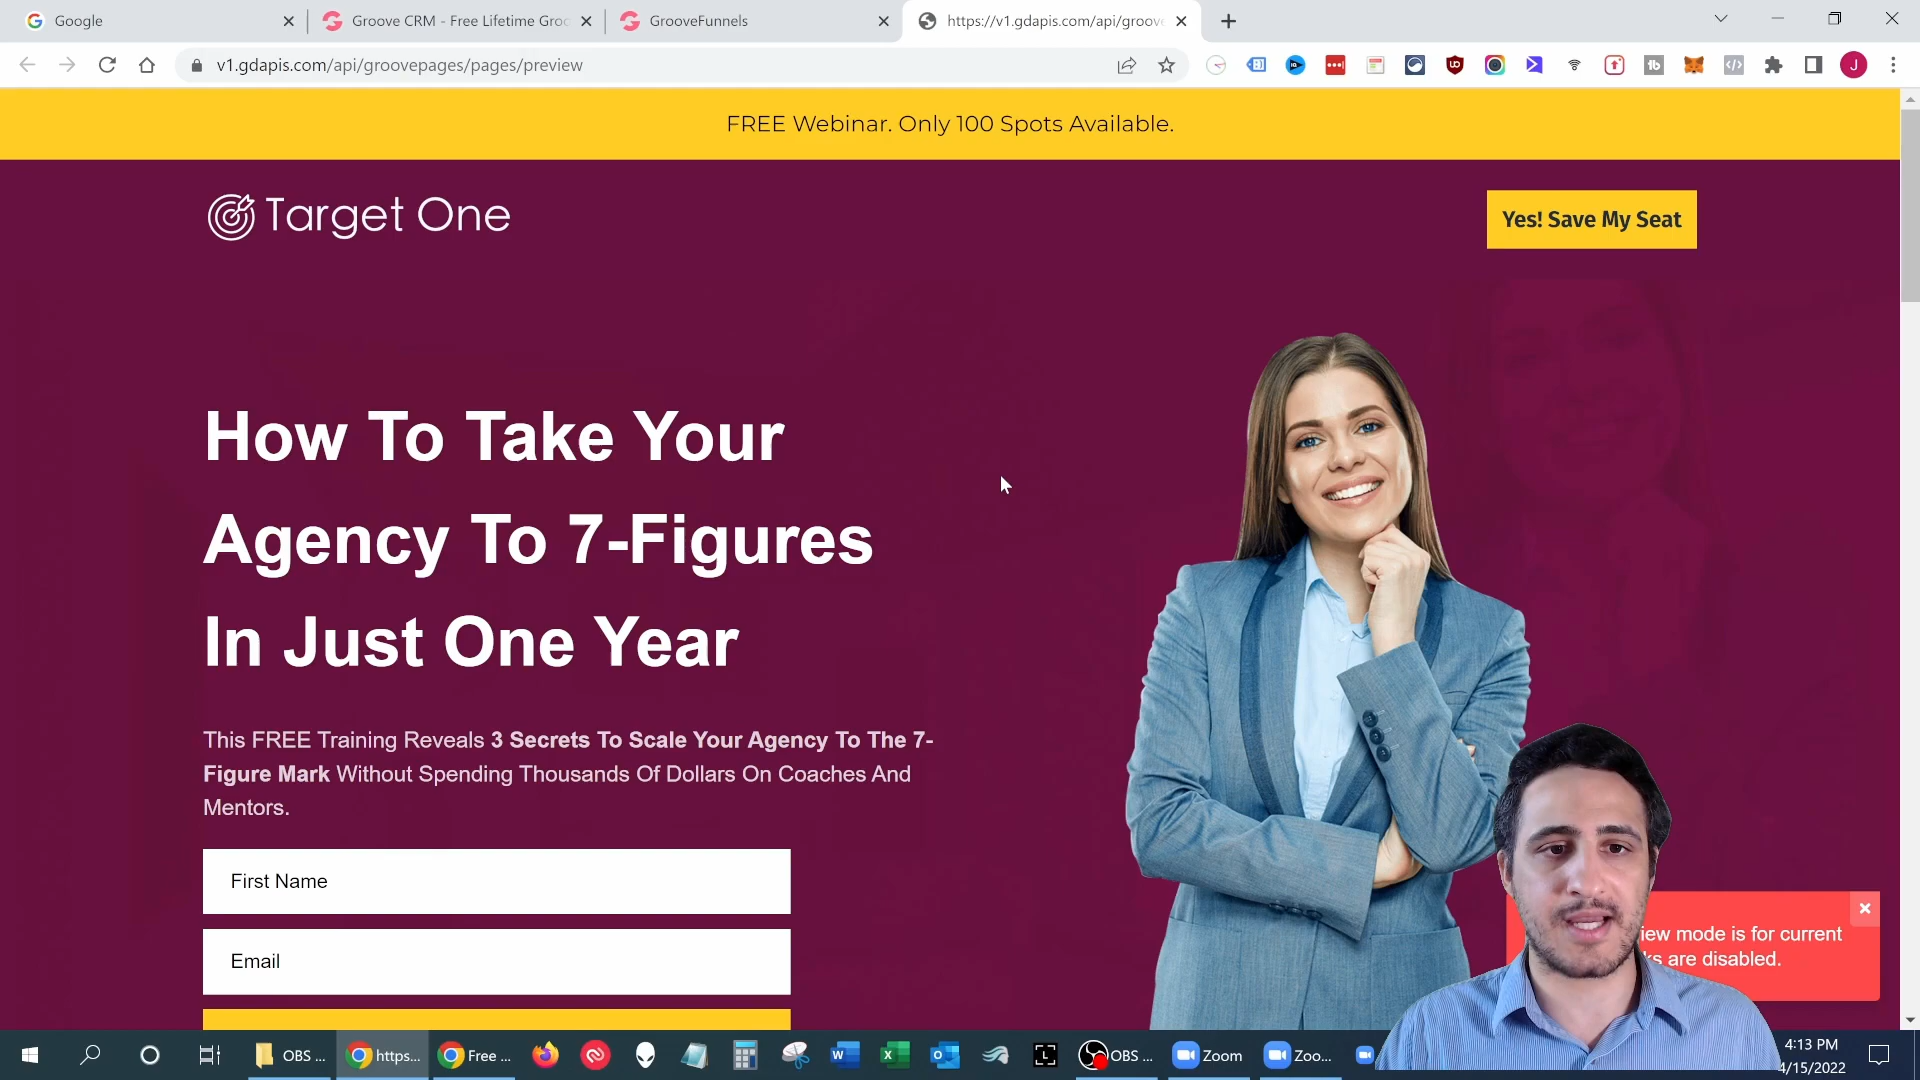 Google
Groove CRM - Free Lifetime Groo
GrooveFunnels
https://v1.gdapis.com/api/groove
v1.gdapis.com/api/groovepages/pages/preview
J
FREE Webinar. Only 100 Spots Available.
Target One
Yes! Save My Seat
How To Take Your
Agency To 7-Figures
In Just One Year
This FREE Training Reveals 3 Secrets To Scale Your Agency To The 7-
Figure Mark Without Spending Thousands Of Dollars On Coaches And
Mentors.
First Name
Email
iew mode is for current
ks are disabled.
OBS ...
https...
Free ...
OBS ...
Zoom
Zoo...
4:13 PM
4/15/2022